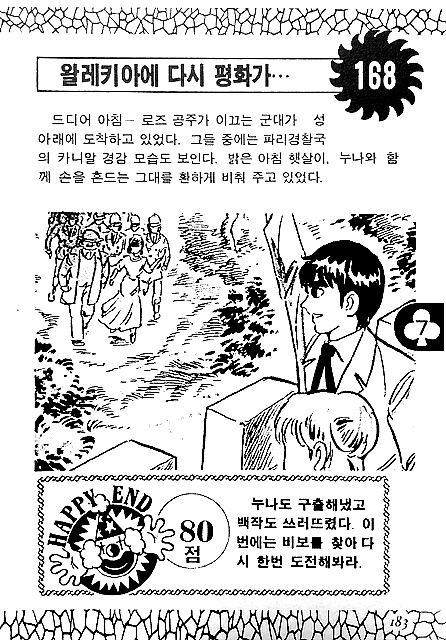 왈레키아에 다시 평화가…
168
드디어 아침- 로즈 공주가 이끄는 군대가 성
아래에 도착하고 있었다. 그들 중에는 파리경찰국
의 카니말 경감 모습도 보인다. 밝은 아침 햇살이, 누나와 함
께 손을 흔드는 그대를 환하게 비춰 주고 있었다.
7
HAPPY END
80
점
누나도 구출해냈고
백작도 쓰러뜨렸다. 이
번에는 비보를 찾아 다
시 한번 도전해봐라.
183